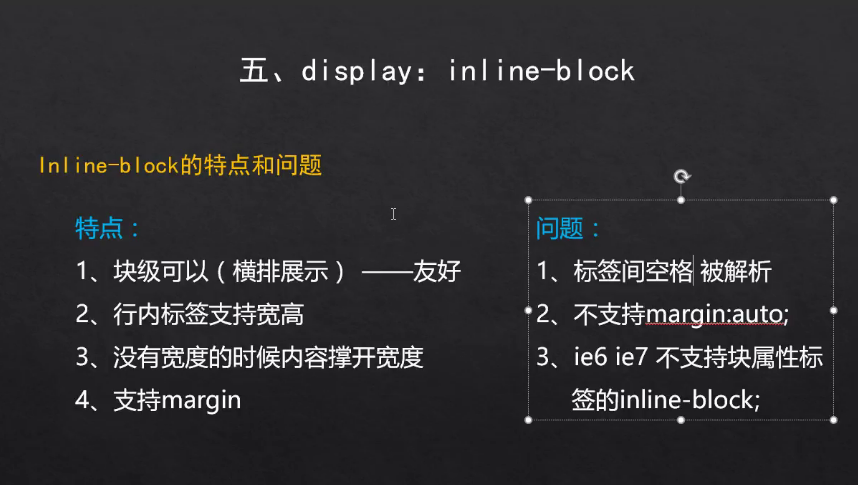 五、display：inline-block
Inline-block的特点和问题
特点：
1、块级可以（横排展示） ——友好
2、行内标签支持宽高
3、没有宽度的时候内容撑开宽度
4、支持margin
问题：
1、标签间空格 被解析
2、不支持margin:auto;
3、ie6 ie7 不支持块属性标
签的inline-block;